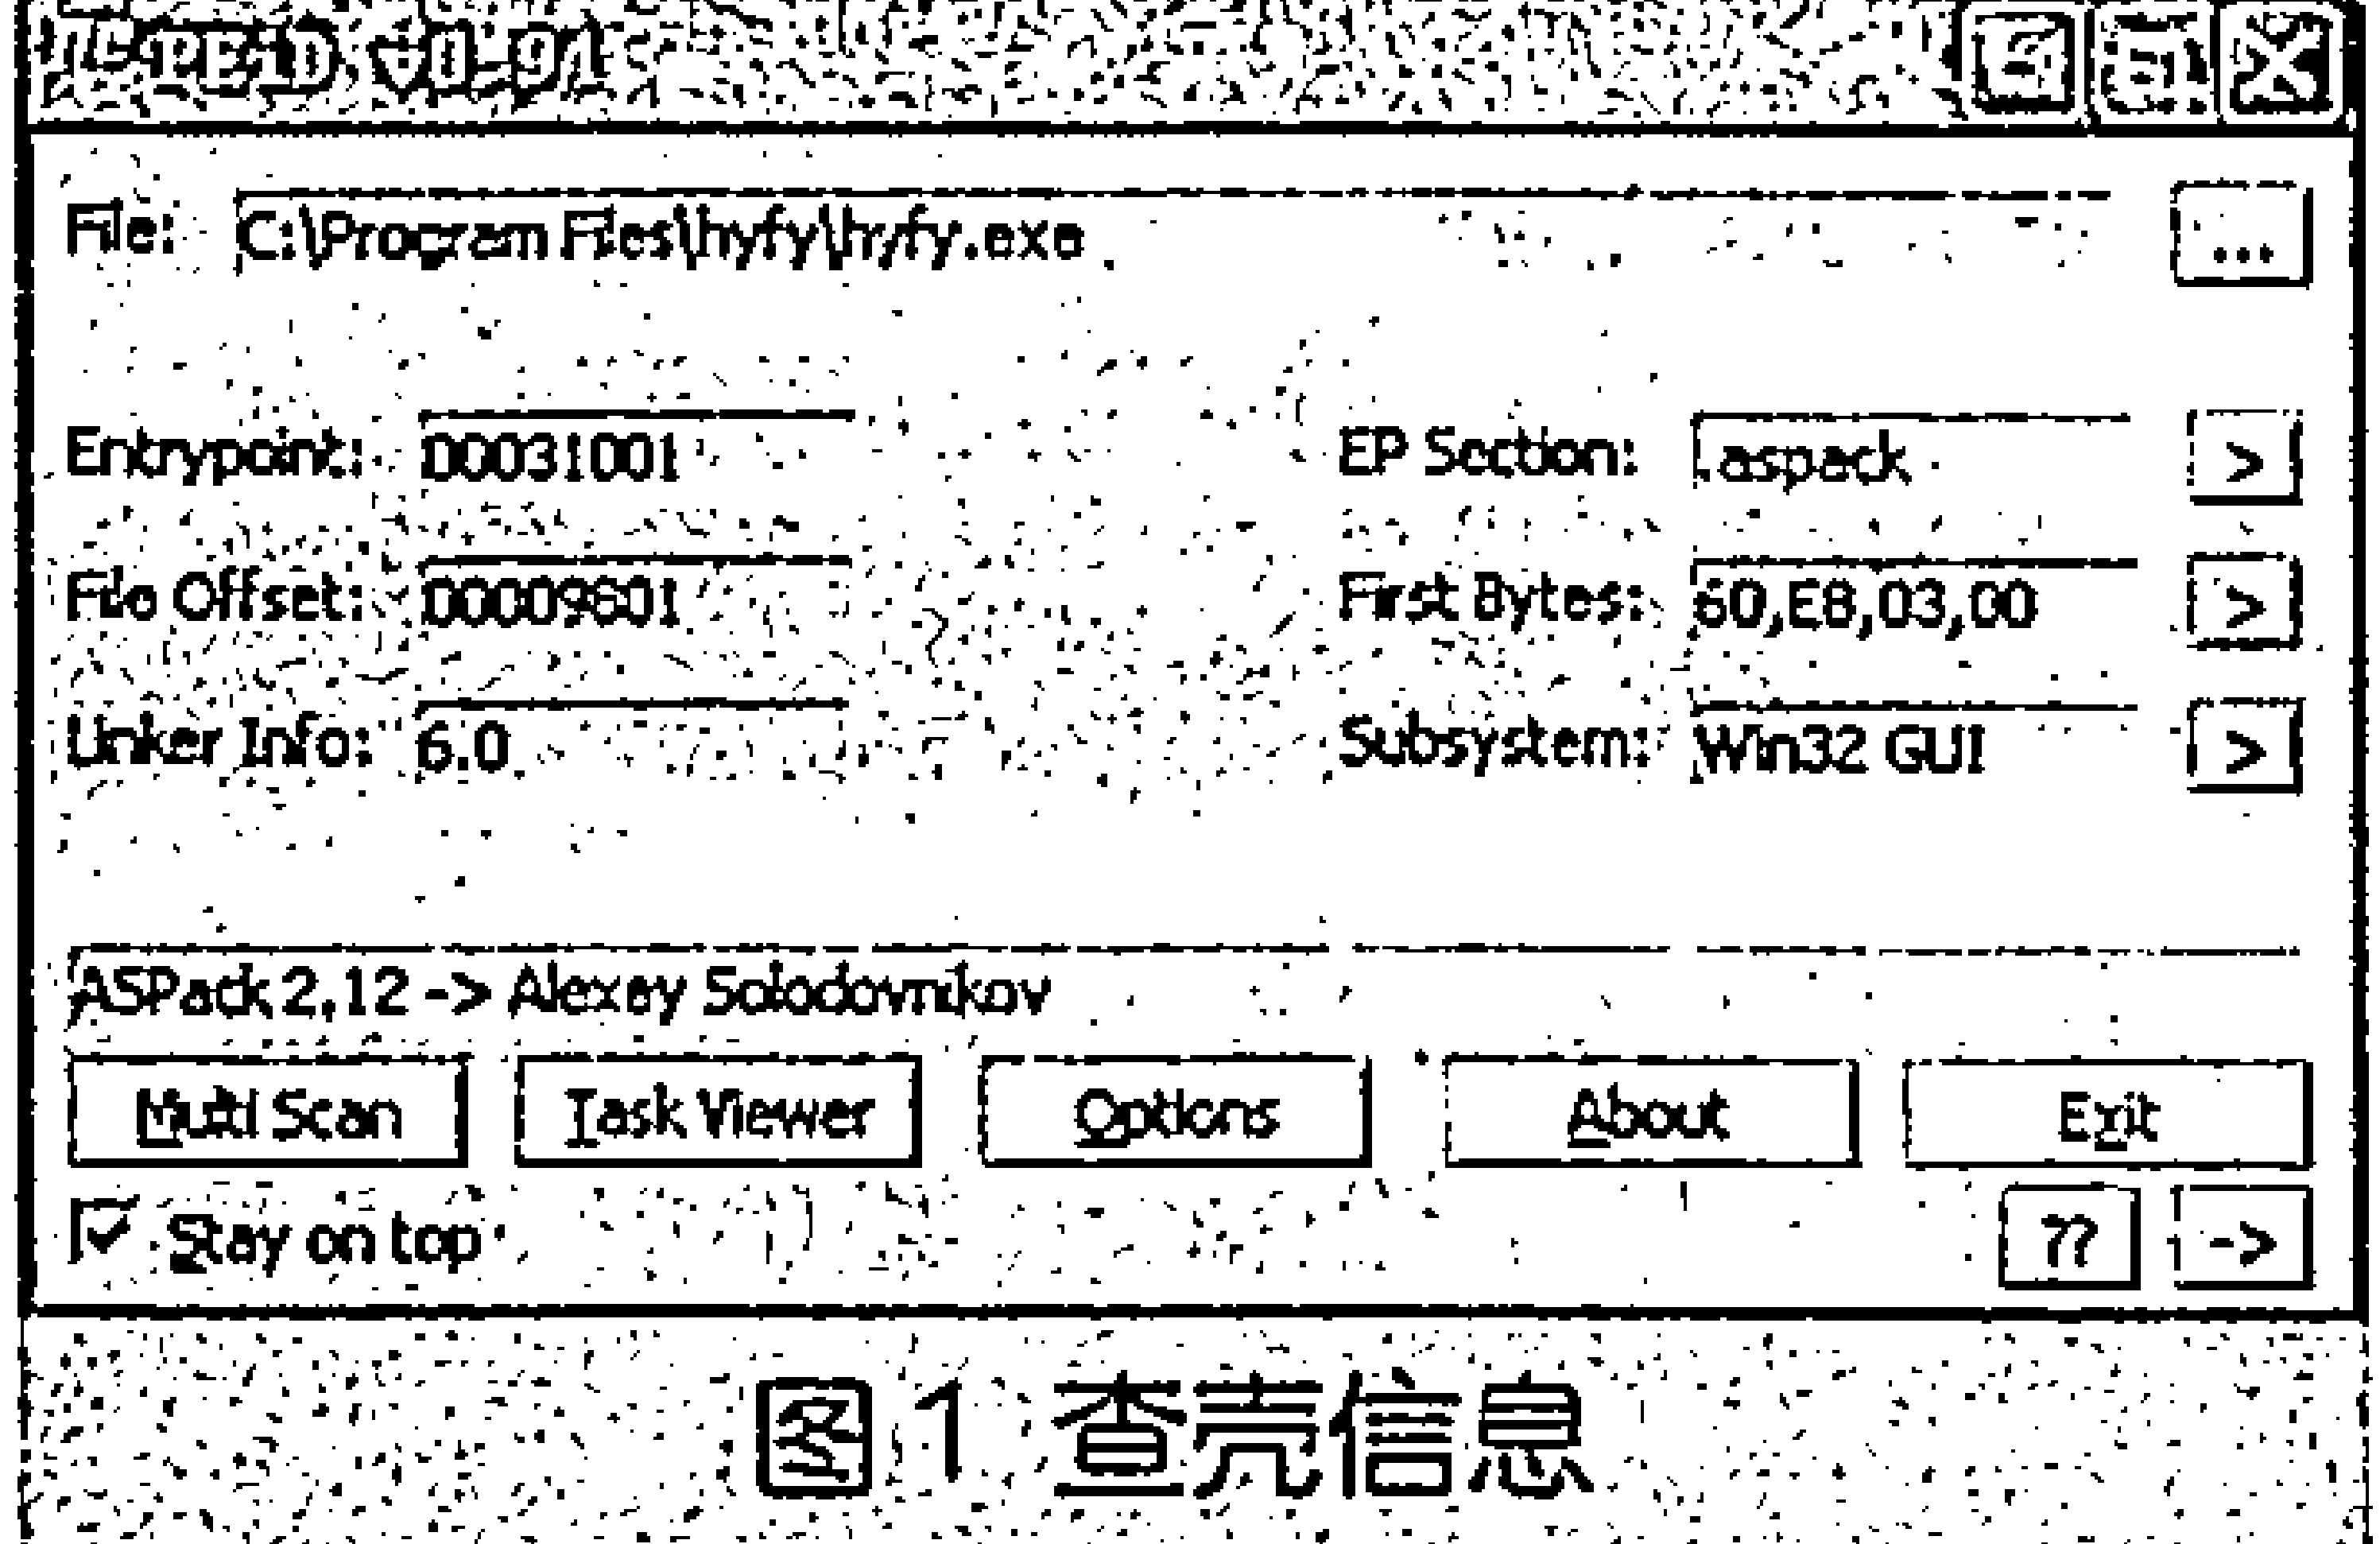 PEiD v0.91
File: C:\Program Files\hyfy\hyfy.exe ...
Entrypoint: 00031001 EP Section: .aspack >
File Offset: 00009601 First Bytes: 60,E8,03,00 >
Linker Info: 6.0 Subsystem: Win32 GUI >
ASPack 2.12 -> Alexey Solodovnikov
Multi Scan Task Viewer Options About Exit
Stay on top ?? ->
图1 查壳信息